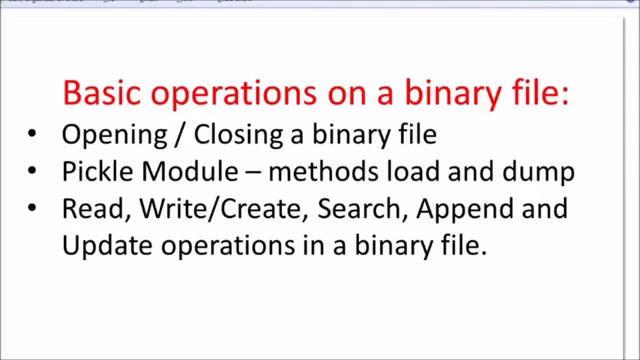 Basic operations on a binary file:
• Opening / Closing a binary file
• Pickle Module – methods load and dump
• Read, Write/Create, Search, Append and
Update operations in a binary file.